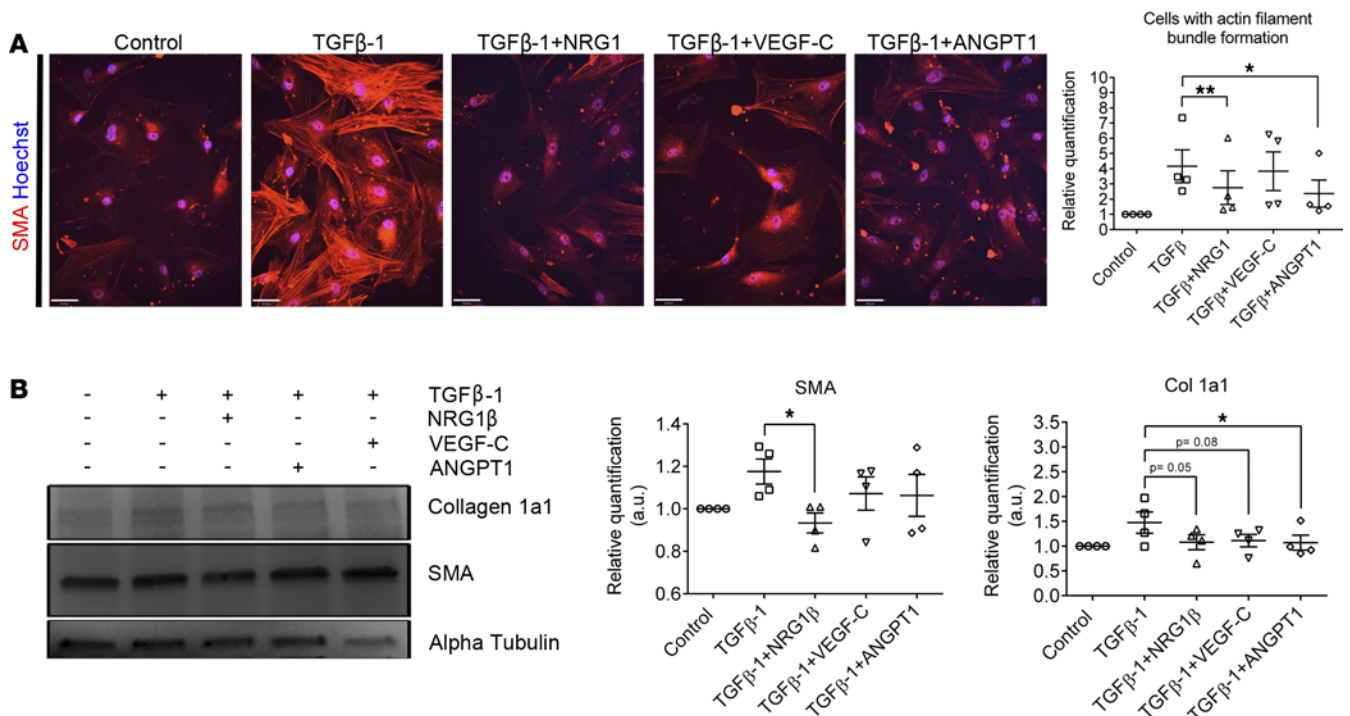 A
Control
TGFβ-1
TGFβ-1+NRG1
TGFβ-1+VEGF-C
TGFβ-1+ANGPT1
SMA Hoechst
Cells with actin filament
bundle formation
Relative quantification
10
9
8
7
6
5
4
3
2
1
0
**
*
Control
TGFβ
TGFβ+NRG1
TGFβ+VEGF-C
TGFβ+ANGPT1
B
- + + + + TGFβ-1
- - + - - NRG1β
- - - - + VEGF-C
- - - + - ANGPT1
Collagen 1a1
SMA
Alpha Tubulin
SMA
Relative quantification
(a.u.)
1.4
1.2
1.0
0.8
0.6
*
Control
TGFβ-1
TGFβ-1+NRG1β
TGFβ-1+VEGF-C
TGFβ-1+ANGPT1
Col 1a1
Relative quantification
(a.u.)
3.5
3.0
2.5
2.0
1.5
1.0
0.5
0.0
*
p= 0.08
p= 0.05
Control
TGFβ-1
TGFβ-1+NRG1β
TGFβ-1+VEGF-C
TGFβ-1+ANGPT1